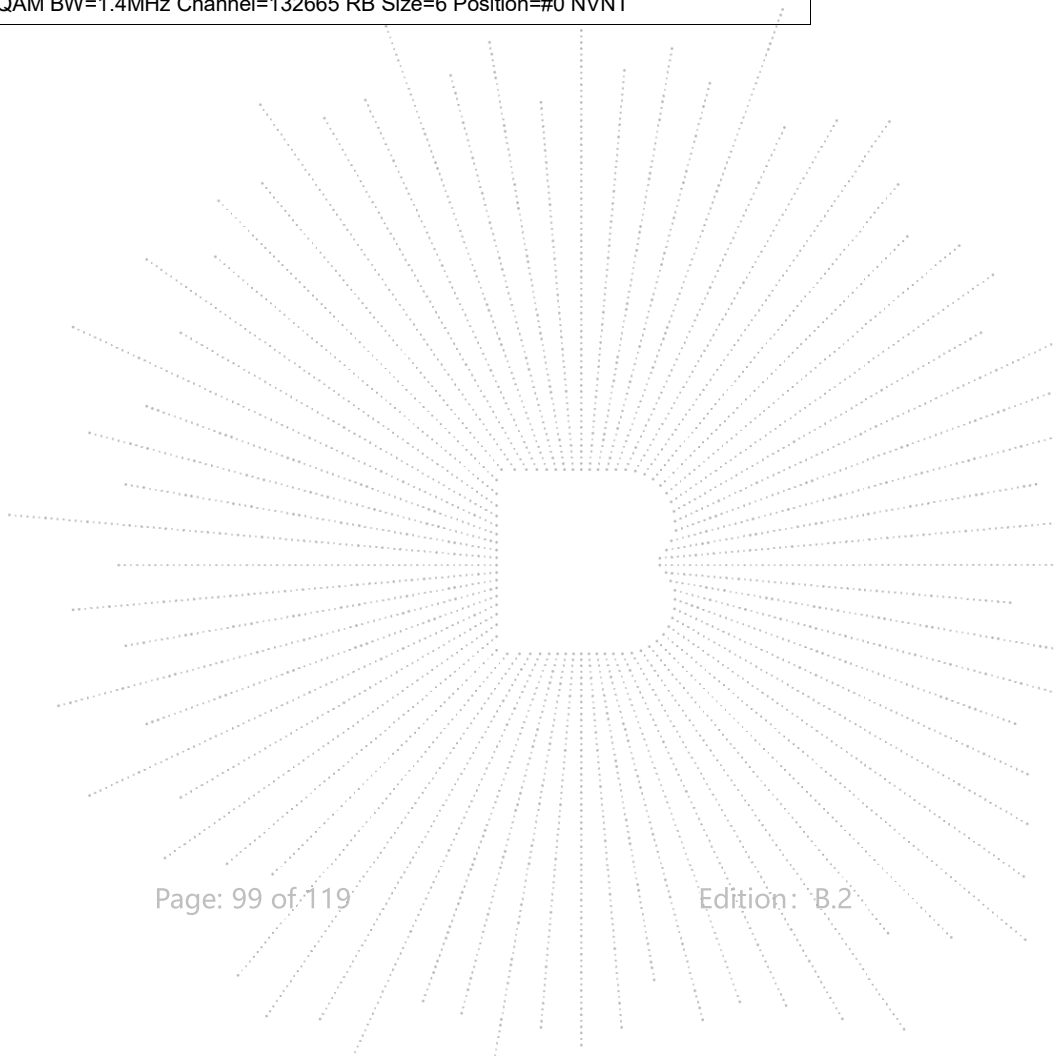 QAM BW=1.4MHz Channel=132665 RB Size=6 Position=#0 NVNT
Page: 99 of 119 Edition: B.2